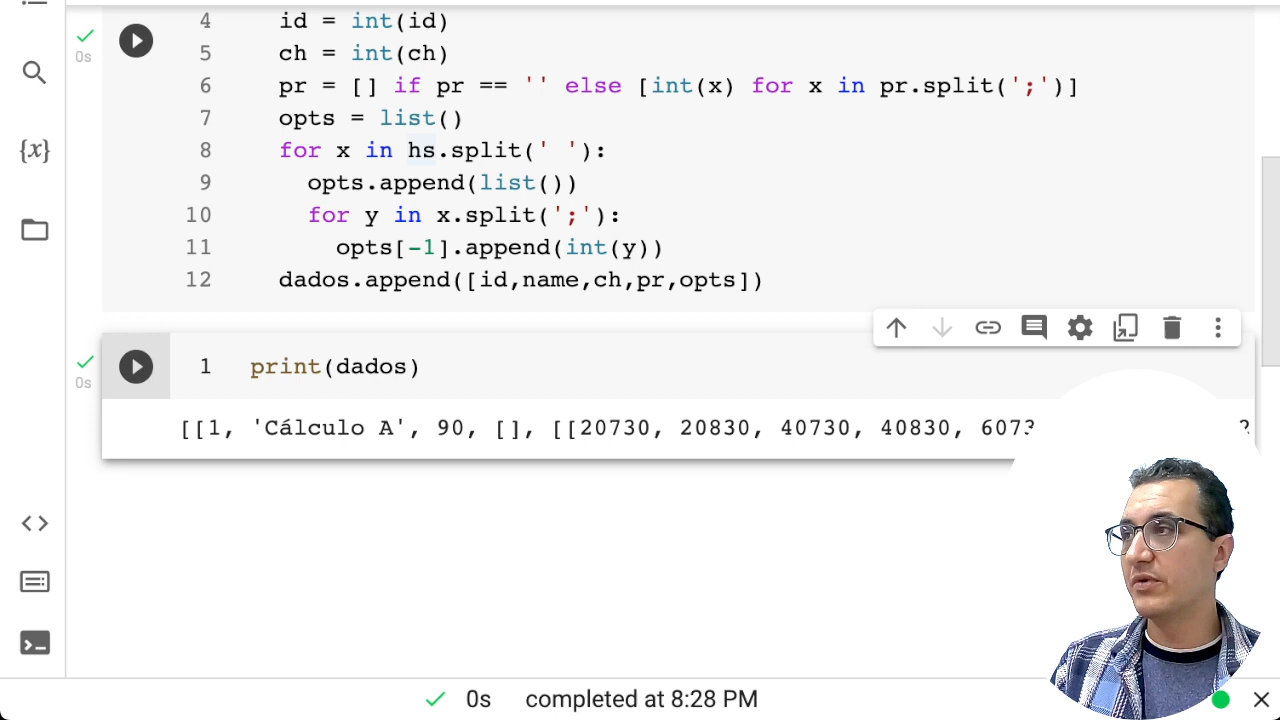 4 id = int(id)
0s
5 ch = int(ch)
6 pr = [] if pr == '' else [int(x) for x in pr.split(';')]
7 opts = list()
{x}
8 for x in hs.split(' '):
9 opts.append(list())
10 for y in x.split(';'):
11 opts[-1].append(int(y))
12 dados.append([id,name,ch,pr,opts])
1 print(dados)
0s
[[1, 'Cálculo A', 90, [], [[20730, 20830, 40730, 40830,
0s completed at 8:28 PM